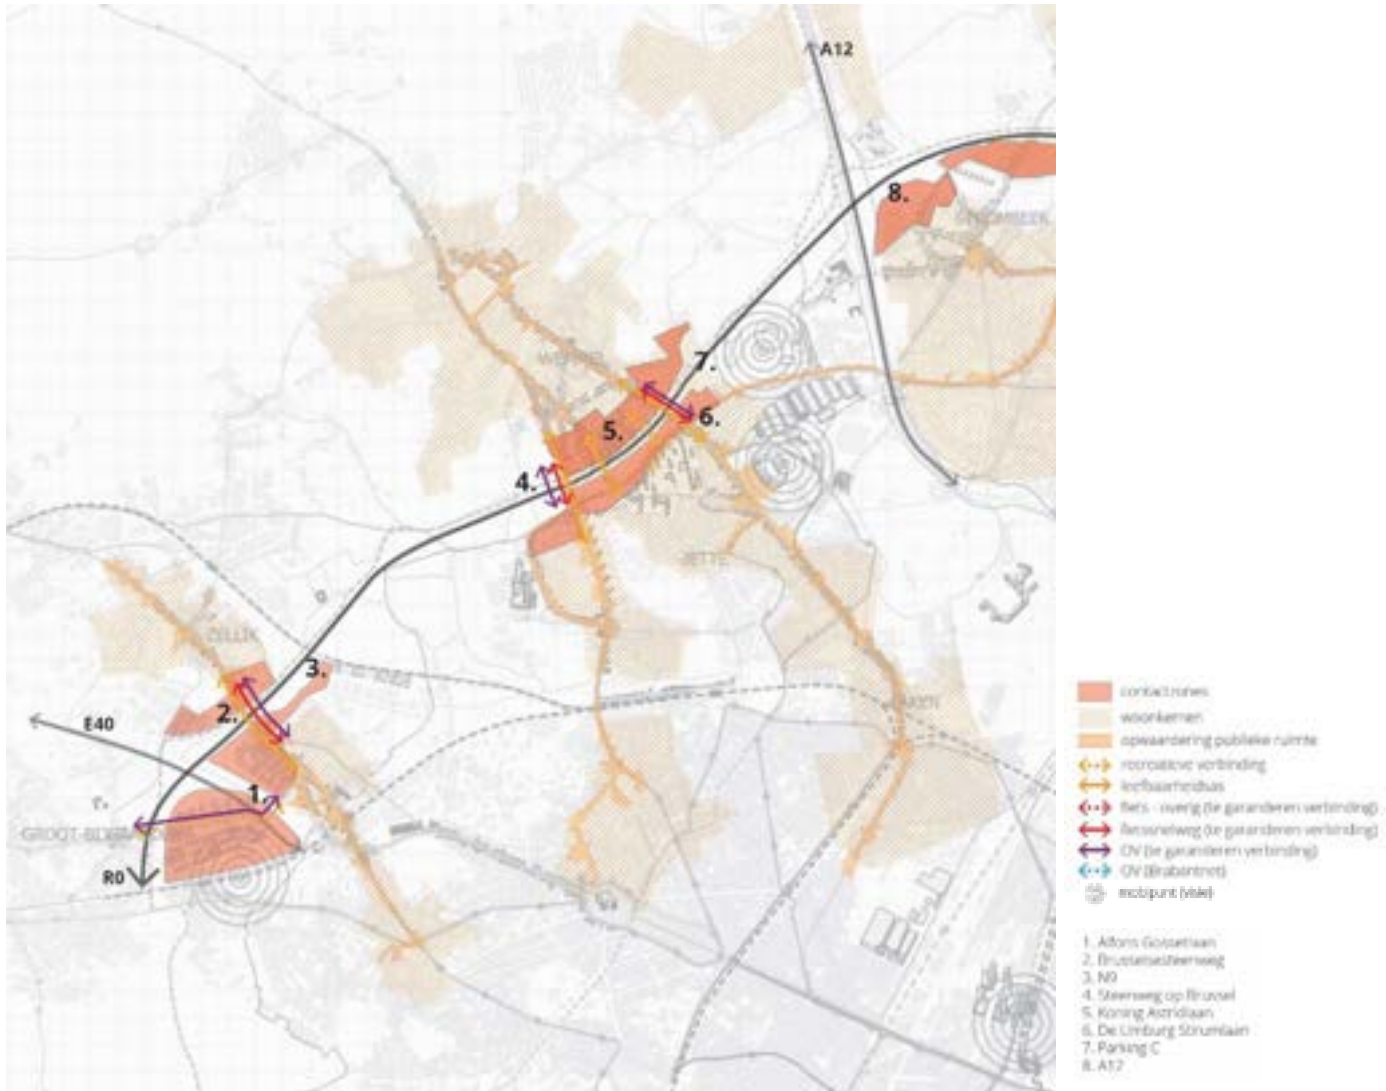 A12
8.
7.
6.
5.
4.
JETTE
ZELLIK
3.
2.
E40
1.
R0
contactzones
woonkernen
opwaardering publieke ruimte
recreatieve verbinding
leefbaarheidsas
fiets - overig (te garanderen verbinding)
fietssnelweg (te garanderen verbinding)
OV (te garanderen verbinding)
OV (Brabantnet)
mobipunt (visie)
1. Alfons Gossetlaan
2. Brusselsesteenweg
3. N9
4. Steenweg op Brussel
5. Koning Astridlaan
6. De Limburg Stirumlaan
7. Parking C
8. A12